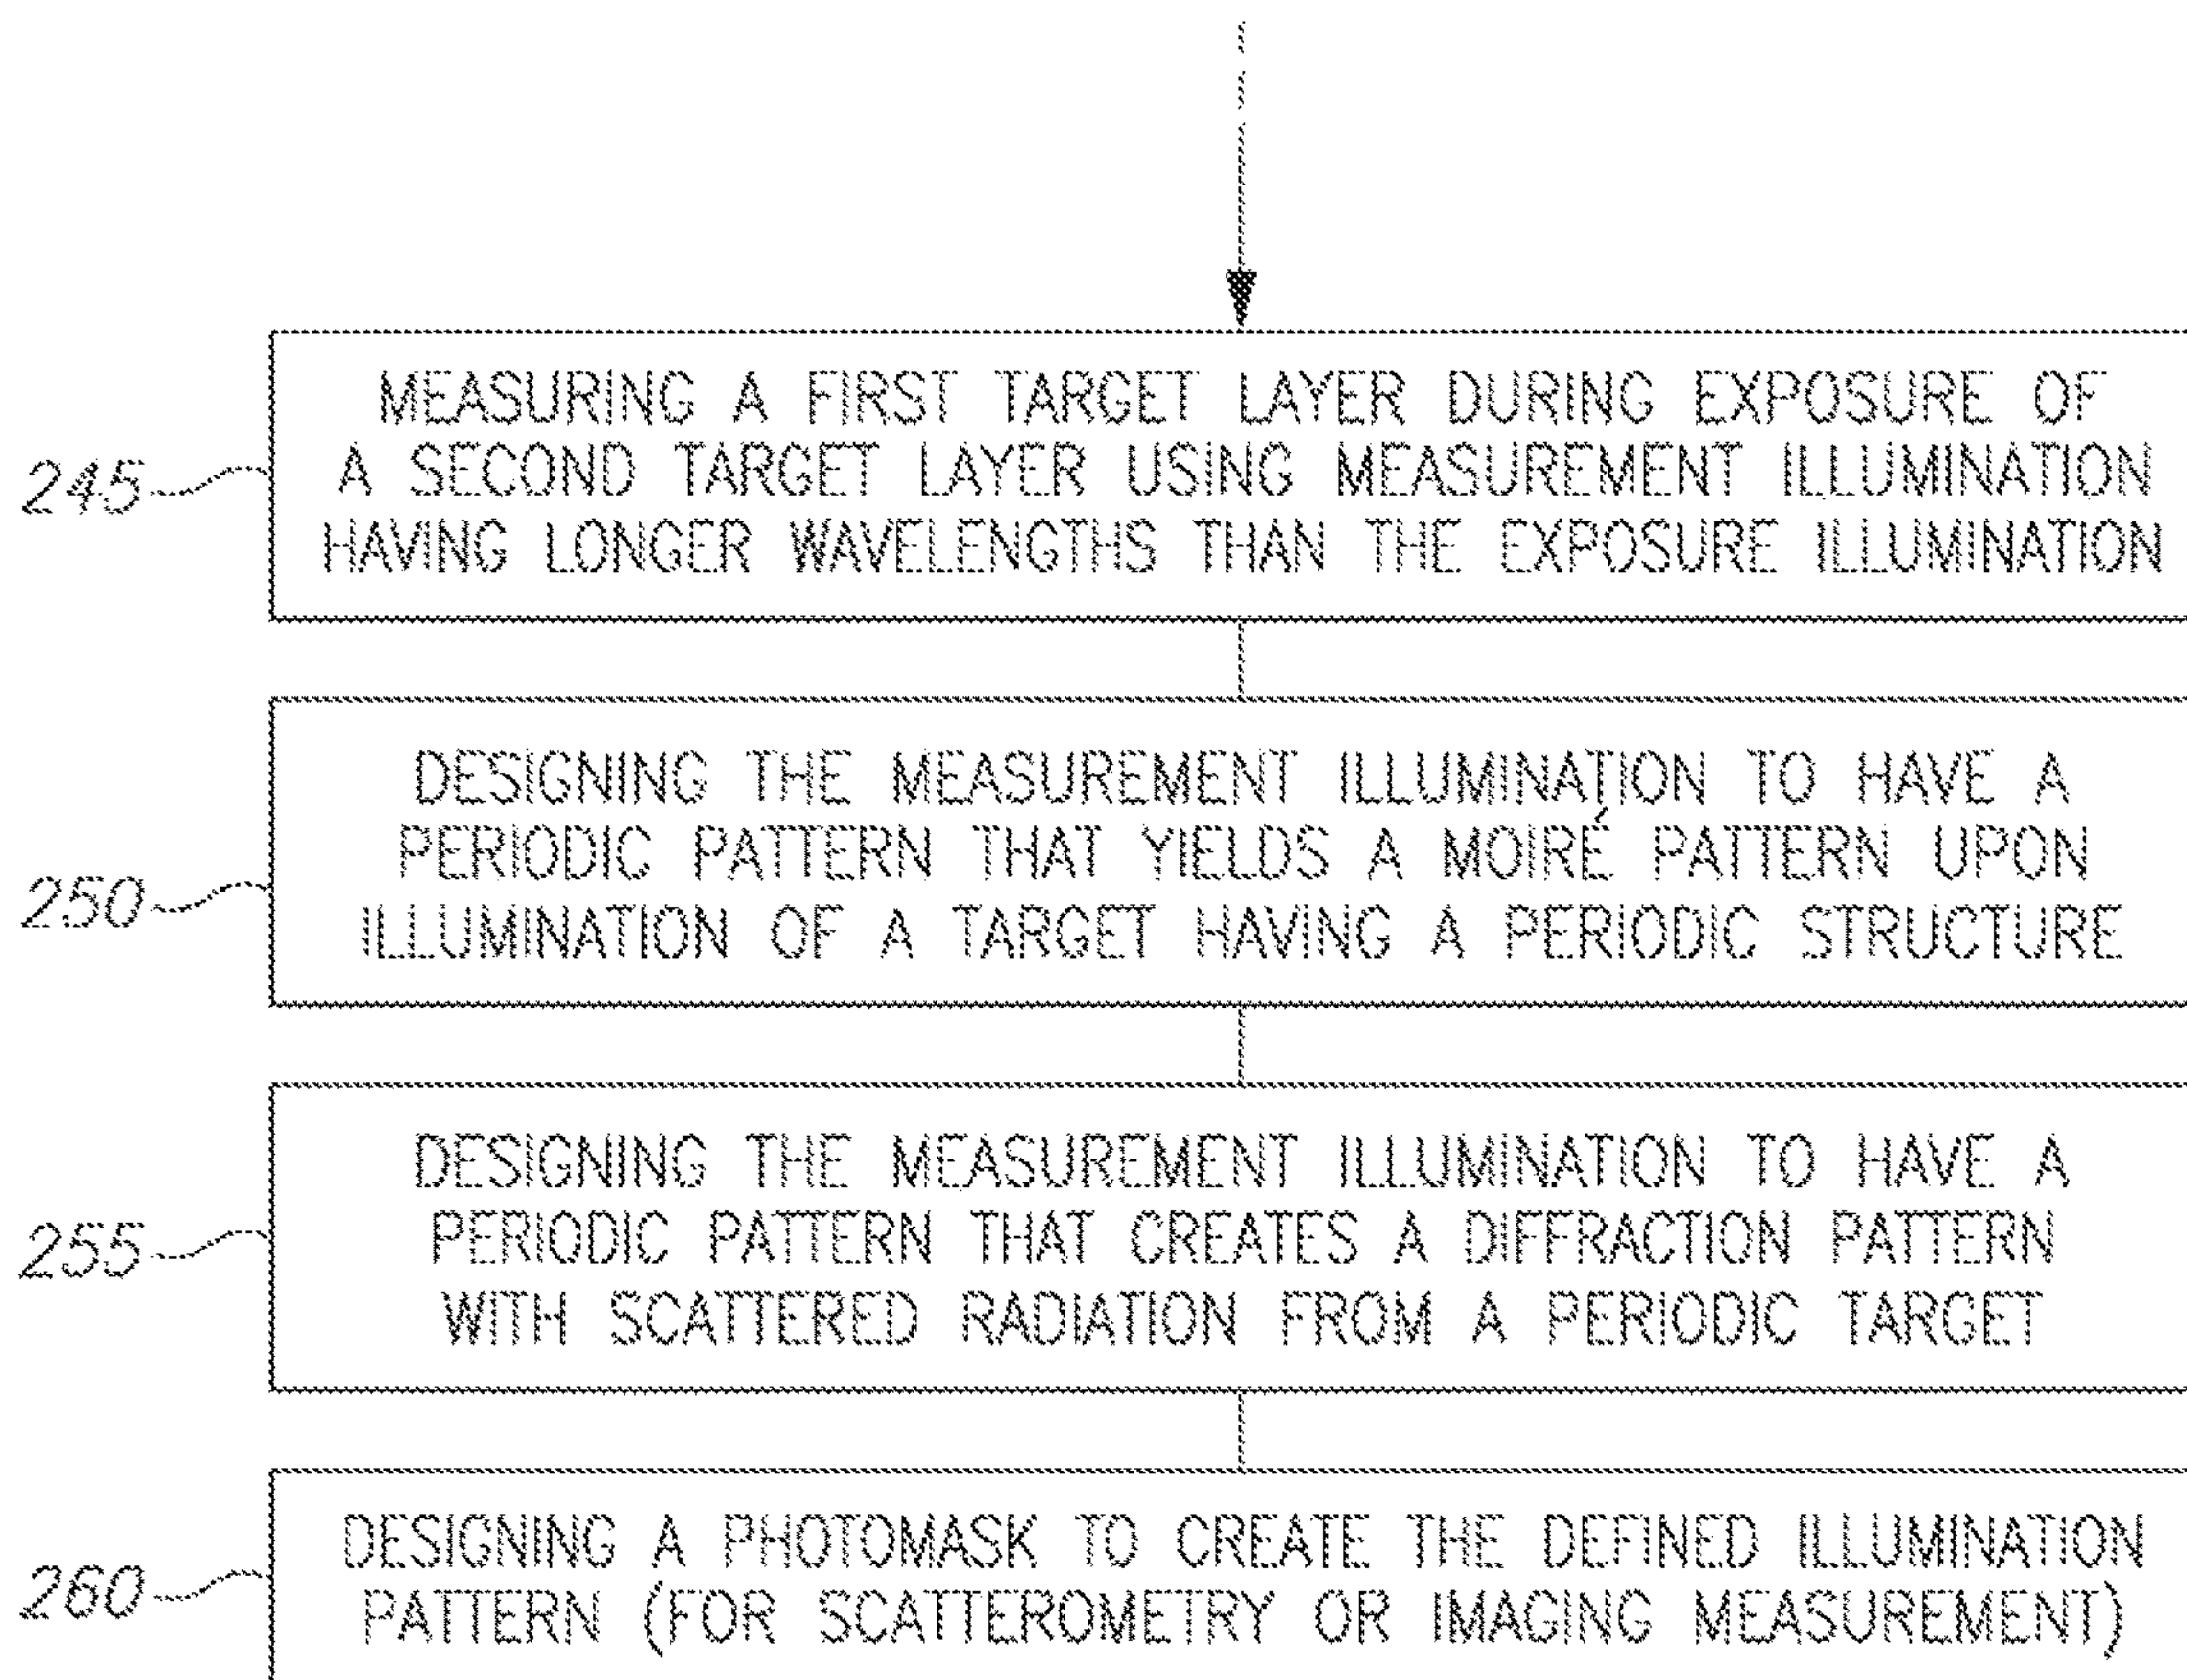 MEASURING A FIRST TARGET LAYER DURING EXPOSURE OF
245 A SECOND TARGET LAYER USING MEASUREMENT ILLUMINATION
HAVING LONGER WAVELENGTHS THAN THE EXPOSURE ILLUMINATION
DESIGNING THE MEASUREMENT ILLUMINATION TO HAVE A
PERIODIC PATTERN THAT YIELDS A MOIRÉ PATTERN UPON
250 ILLUMINATION OF A TARGET HAVING A PERIODIC STRUCTURE
DESIGNING THE MEASUREMENT ILLUMINATION TO HAVE A
255 PERIODIC PATTERN THAT CREATES A DIFFRACTION PATTERN
WITH SCATTERED RADIATION FROM A PERIODIC TARGET
DESIGNING A PHOTOMASK TO CREATE THE DEFINED ILLUMINATION
260 PATTERN (FOR SCATTEROMETRY OR IMAGING MEASUREMENT)